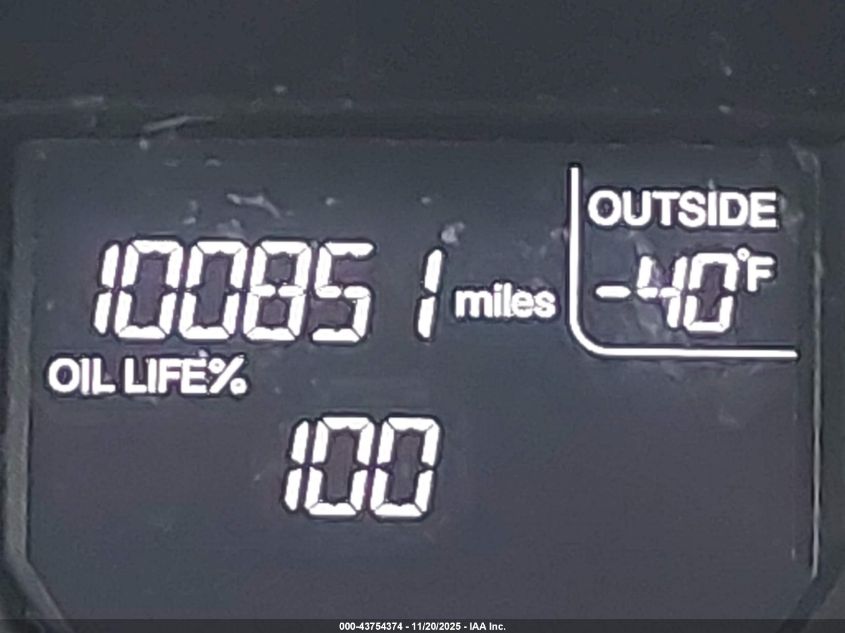 OUTSIDE
-40°F
100851 miles
OIL LIFE%
100
000-43754374 - 11/20/2025 - IAA Inc.